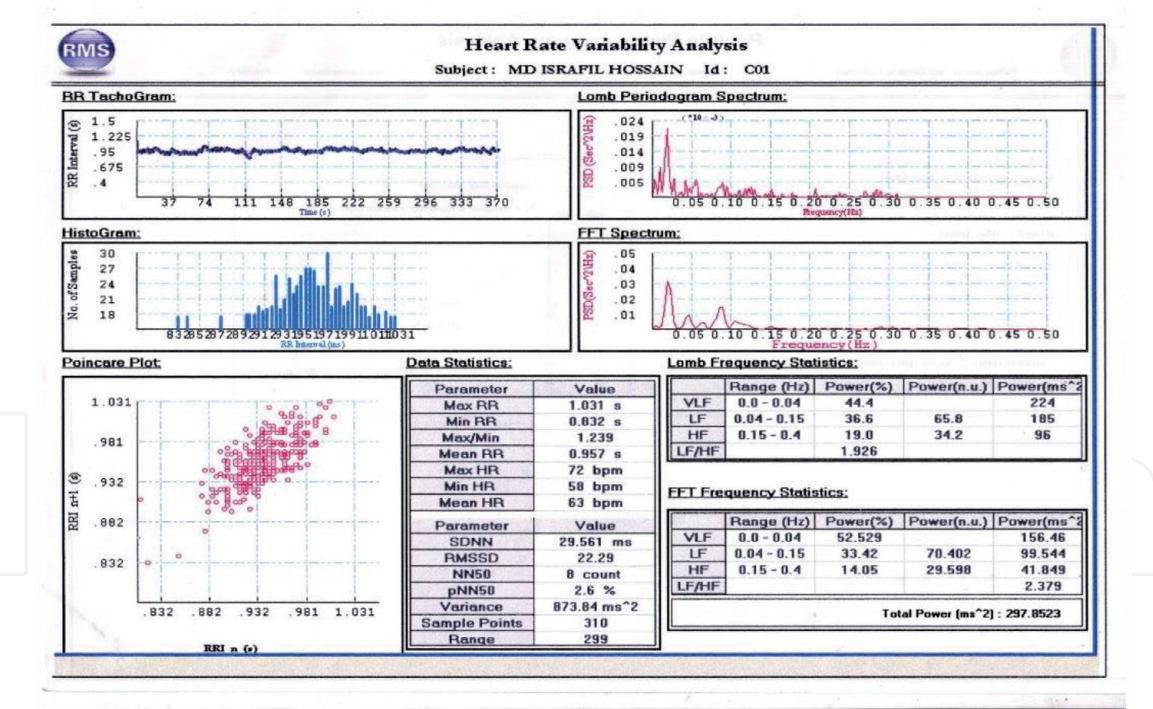 RMS
Heart Rate Variability Analysis
Subject : MD ISRAFIL HOSSAIN Id : C01
RR TachoGram:
RR Interval (s)
1.5
1.225
.95
.675
.4
37 74 111 148 185 222 259 296 333 370
Time (s)
Lomb Periodogram Spectrum:
PSD (Sec^2\Hz)
(*10 - 3)
.024
.019
.014
.009
.005
0.05 0.10 0.15 0.20 0.25 0.30 0.35 0.40 0.45 0.50
Frequency(Hz)
HistoGram:
No. of Samples
30
27
24
21
18
RR Interval (ms)
FFT Spectrum:
PSD(Sec^2\Hz)
.05
.04
.03
.02
.01
0.05 0.10 0.15 0.20 0.25 0.30 0.35 0.40 0.45 0.50
Frequency(Hz)
Poincare Plot:
RRI n+1 (s)
1.031
.981
.932
.882
.832
.832 .882 .932 .981 1.031
RRI n (s)
Data Statistics:
Parameter Value
Max RR 1.031 s
Min RR 0.832 s
Max/Min 1.239
Mean RR 0.957 s
Max HR 72 bpm
Min HR 58 bpm
Mean HR 63 bpm
Parameter Value
SDNN 29.561 ms
RMSSD 22.29
NN50 8 count
pNN50 2.6 %
Variance 873.84 ms^2
Sample Points 310
Range 299
Lomb Frequency Statistics:
Range (Hz) Power(%) Power(n.u.) Power(ms^2
VLF 0.0 - 0.04 44.4 224
LF 0.04 - 0.15 36.6 65.8 185
HF 0.15 - 0.4 19.0 34.2 96
LF/HF 1.926
FFT Frequency Statistics:
Range (Hz) Power(%) Power(n.u.) Power(ms^2
VLF 0.0 - 0.04 52.529 156.46
LF 0.04 - 0.15 33.42 70.402 99.544
HF 0.15 - 0.4 14.05 29.598 41.849
LF/HF 2.379
Total Power (ms^2) : 297.8523